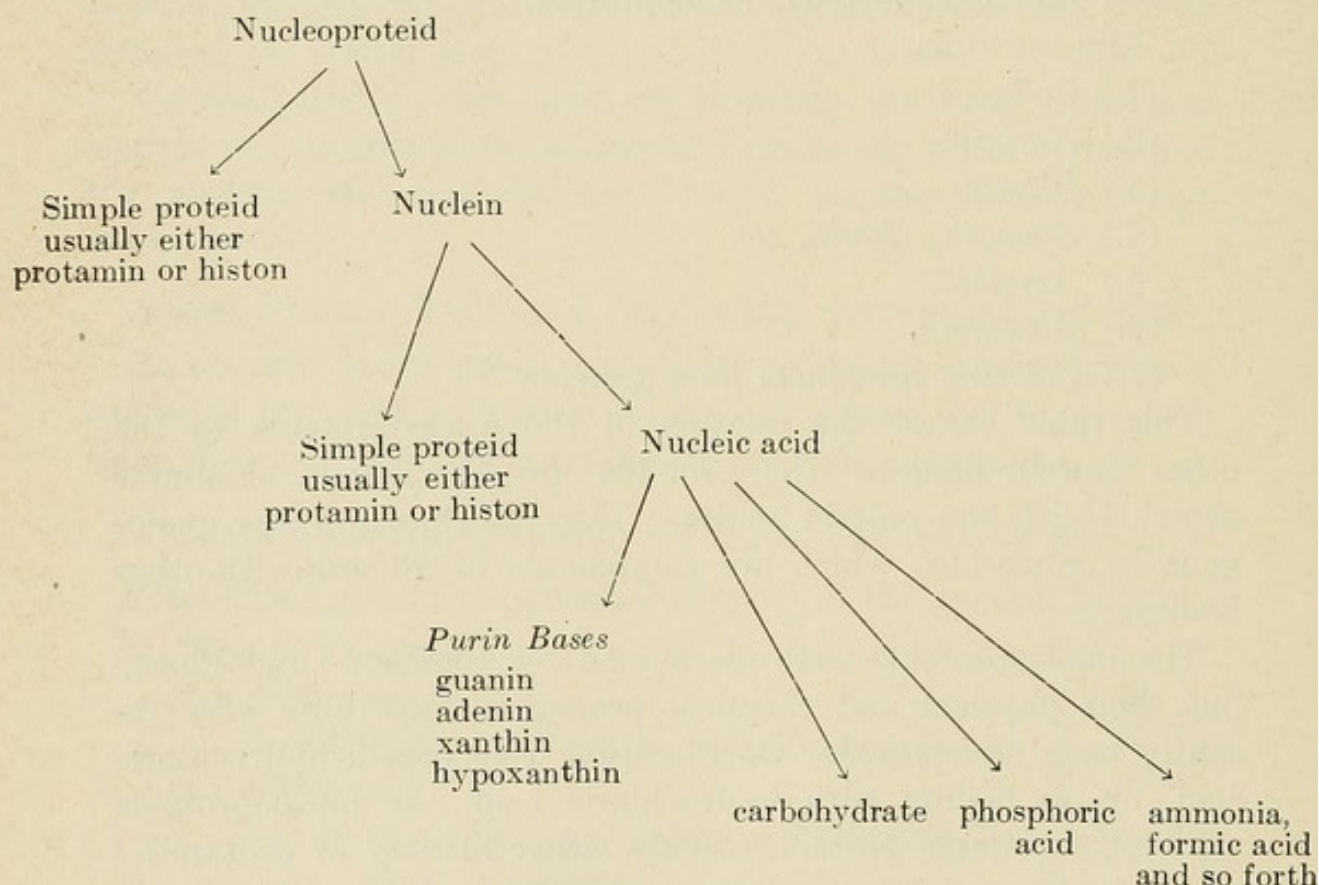 Nucleoproteid
Simple proteid
usually either
protamin or histon
Nuclein
Simple proteid
usually either
protamin or histon
Nucleic acid
Purin Bases
guanin
adenin
xanthin
hypoxanthin
carbohydrate
phosphoric
acid
ammonia,
formic acid
and so forth